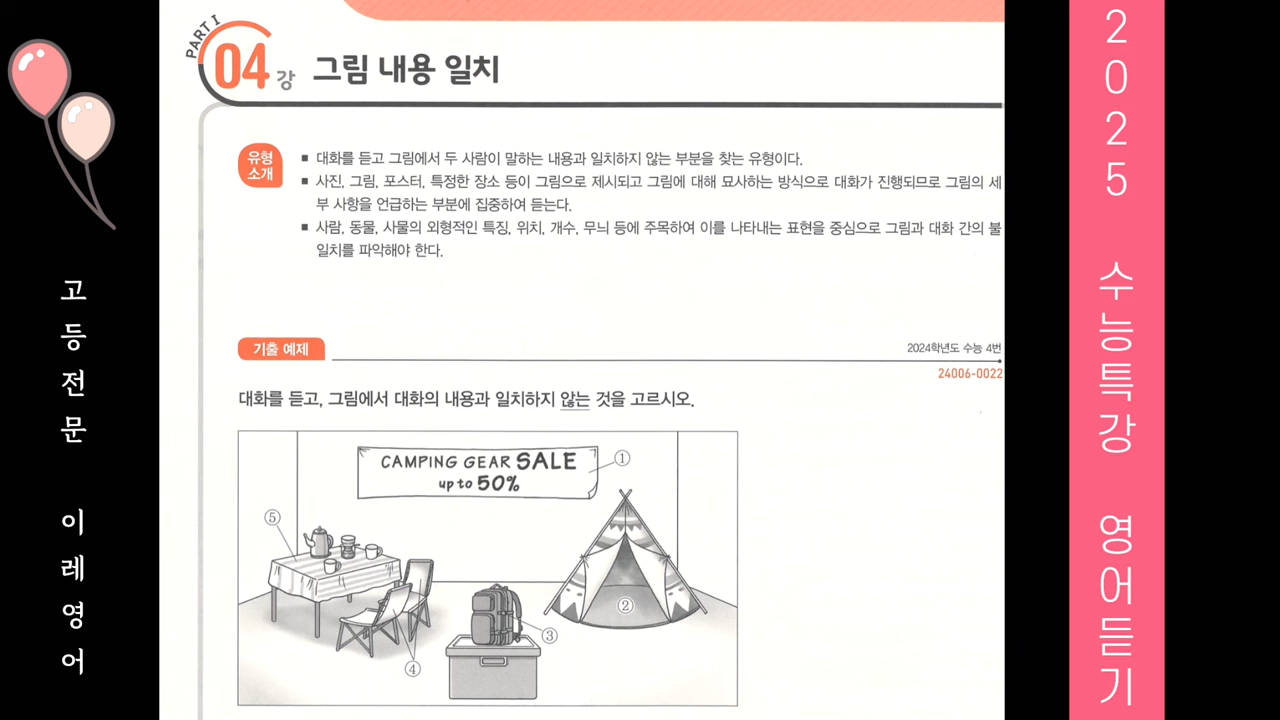 고등전문 이레영어
PART I
04강 그림 내용 일치
유형
소개
■ 대화를 듣고 그림에서 두 사람이 말하는 내용과 일치하지 않는 부분을 찾는 유형이다.
■ 사진, 그림, 포스터, 특정한 장소 등이 그림으로 제시되고 그림에 대해 묘사하는 방식으로 대화가 진행되므로 그림의 세
부 사항을 언급하는 부분에 집중하여 듣는다.
■ 사람, 동물, 사물의 외형적인 특징, 위치, 개수, 무늬 등에 주목하여 이를 나타내는 표현을 중심으로 그림과 대화 간의 불
일치를 파악해야 한다.
기출 예제
2024학년도 수능 4번
24006-0022
대화를 듣고, 그림에서 대화의 내용과 일치하지 않는 것을 고르시오.
CAMPING GEAR SALE
up to 50%
①
⑤
②
③
④
2025 수능특강 영어듣기